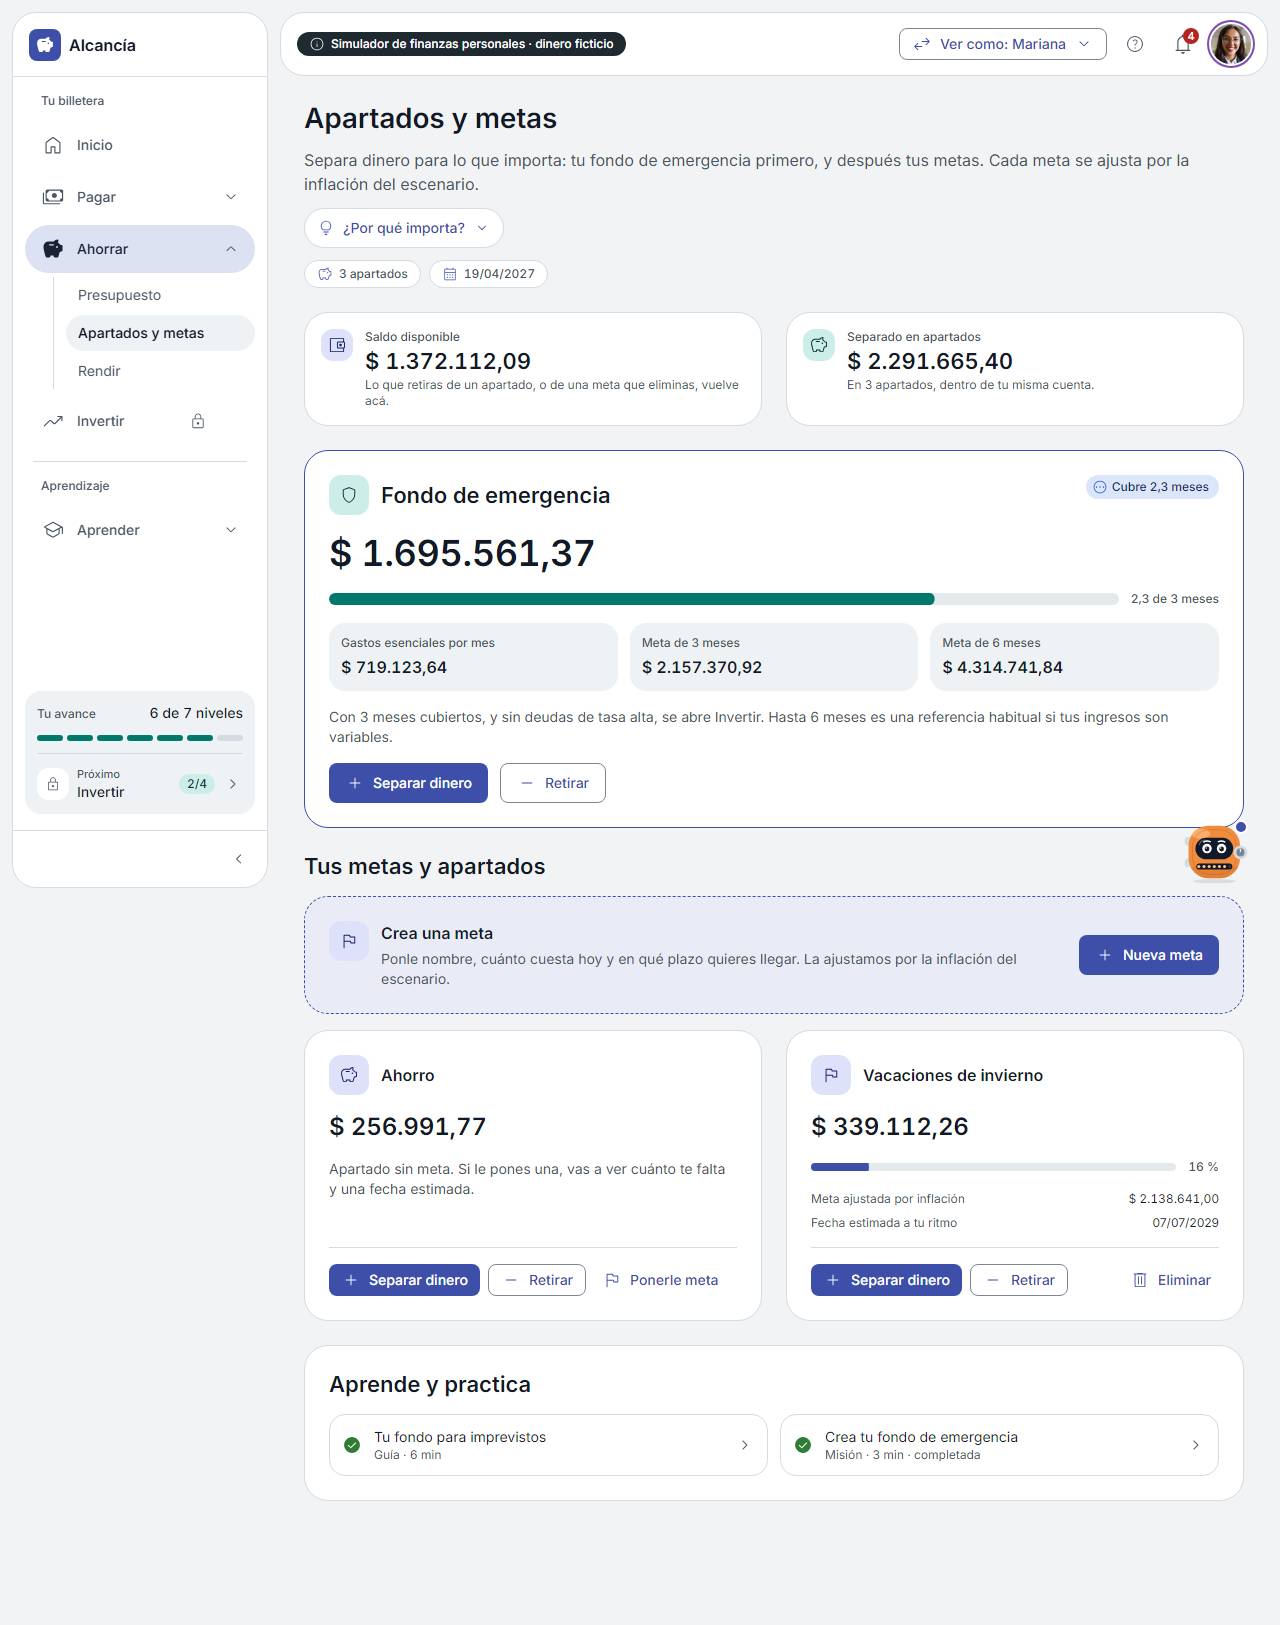 Alcancía
Simulador de finanzas personales · dinero ficticio
Ver como: Mariana
4
Tu billetera
Inicio
Pagar
Ahorrar
Presupuesto
Apartados y metas
Rendir
Invertir
Aprendizaje
Aprender
Tu avance
6 de 7 niveles
Próximo
Invertir
2/4
Apartados y metas
Separa dinero para lo que importa: tu fondo de emergencia primero, y después tus metas. Cada meta se ajusta por la
inflación del escenario.
¿Por qué importa?
3 apartados
19/04/2027
Saldo disponible
$ 1.372.112,09
Lo que retiras de un apartado, o de una meta que eliminas, vuelve
acá.
Separado en apartados
$ 2.291.665,40
En 3 apartados, dentro de tu misma cuenta.
Fondo de emergencia
Cubre 2,3 meses
$ 1.695.561,37
2,3 de 3 meses
Gastos esenciales por mes
$ 719.123,64
Meta de 3 meses
$ 2.157.370,92
Meta de 6 meses
$ 4.314.741,84
Con 3 meses cubiertos, y sin deudas de tasa alta, se abre Invertir. Hasta 6 meses es una referencia habitual si tus ingresos son
variables.
Separar dinero
Retirar
Tus metas y apartados
Crea una meta
Ponle nombre, cuánto cuesta hoy y en qué plazo quieres llegar. La ajustamos por la inflación del
escenario.
Nueva meta
Ahorro
$ 256.991,77
Apartado sin meta. Si le pones una, vas a ver cuánto te falta
y una fecha estimada.
Separar dinero
Retirar
Ponerle meta
Vacaciones de invierno
$ 339.112,26
16 %
Meta ajustada por inflación
$ 2.138.641,00
Fecha estimada a tu ritmo
07/07/2029
Separar dinero
Retirar
Eliminar
Aprende y practica
Tu fondo para imprevistos
Guía · 6 min
Crea tu fondo de emergencia
Misión · 3 min · completada